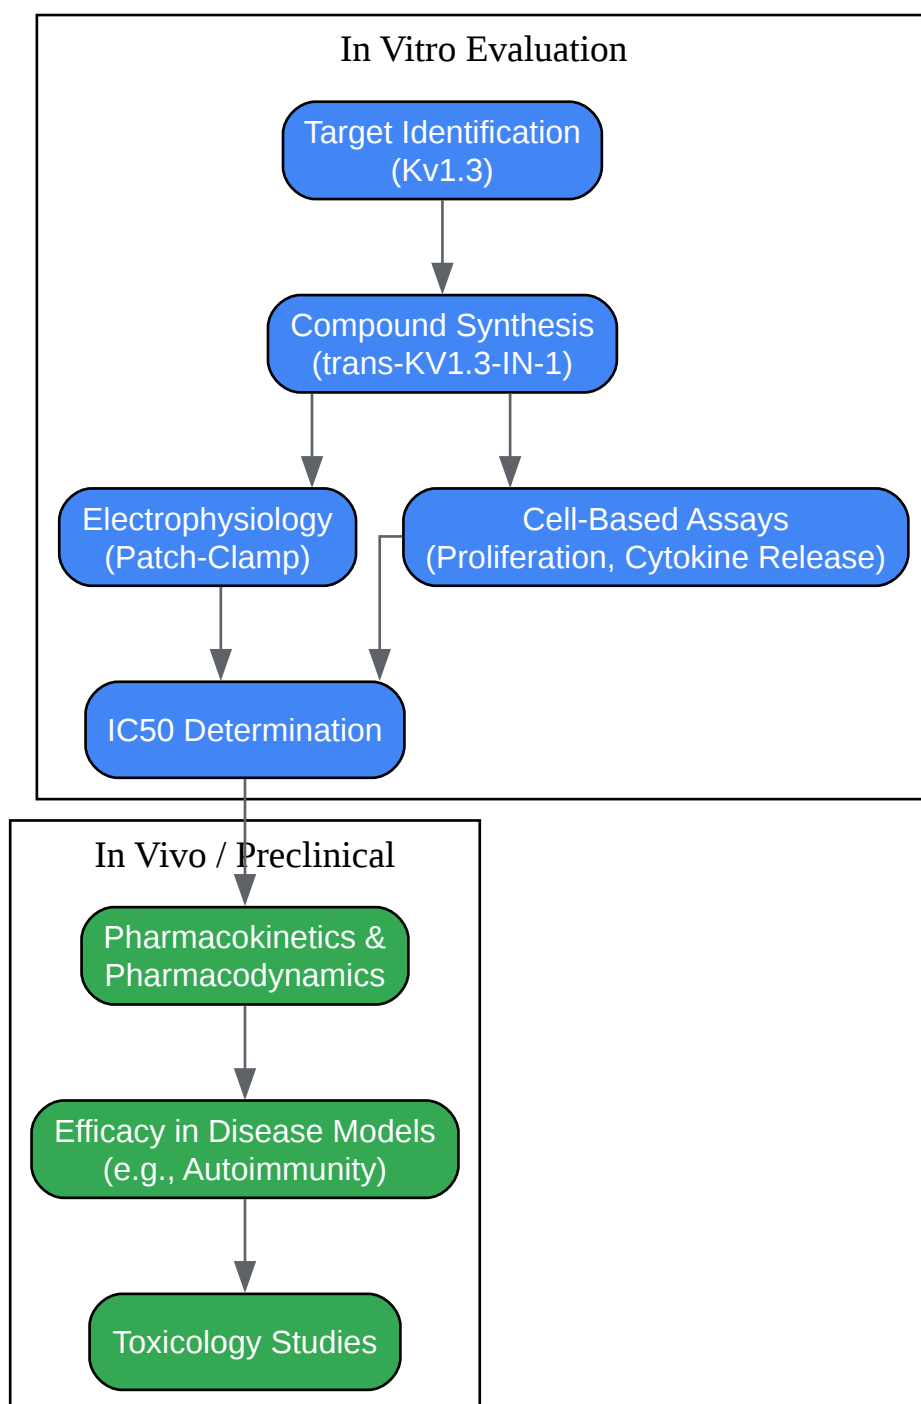 In Vitro Evaluation
Target Identification
(Kv1.3)
Compound Synthesis
(trans-KV1.3-IN-1)
Electrophysiology
(Patch-Clamp)
Cell-Based Assays
(Proliferation, Cytokine Release)
IC50 Determination
In Vivo / Preclinical
Pharmacokinetics &
Pharmacodynamics
Efficacy in Disease Models
(e.g., Autoimmunity)
Toxicology Studies